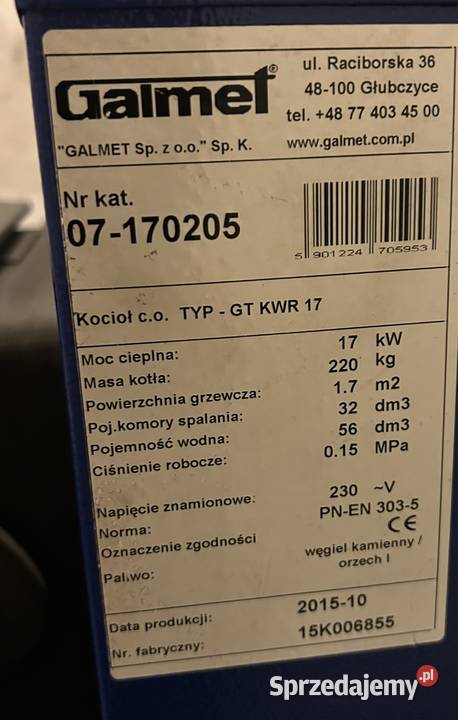 Galmet®
ul. Raciborska 36
48-100 Głubczyce
tel. +48 77 403 45 00
"GALMET Sp. z o.o." Sp. K.
www.galmet.com.pl
Nr kat.
07-170205
5 901224 705953
Kocioł c.o. TYP - GT KWR 17
Moc cieplna: 17 kW
Masa kotła: 220 kg
Powierzchnia grzewcza: 1.7 m2
Poj.komory spalania: 32 dm3
Pojemność wodna: 56 dm3
Ciśnienie robocze: 0.15 MPa
Napięcie znamionowe: 230 ~V
Norma: PN-EN 303-5
Oznaczenie zgodności CE
Paliwo: węgiel kamienny /
orzech I
Data produkcji: 2015-10
Nr. fabryczny: 15K006855
Sprzedajemy.pl